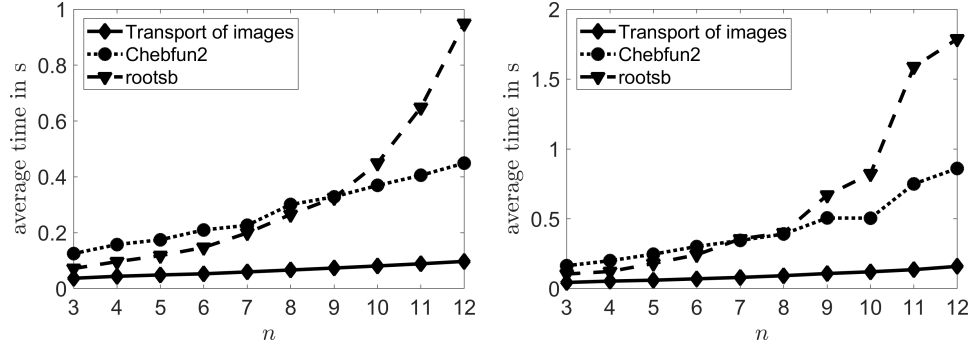 average time in s
1
0.8
0.6
0.4
0.2
0
Transport of images
Chebfun2
rootsb
3 4 5 6 7 8 9 10 11 12
n
average time in s
2
1.5
1
0.5
0
Transport of images
Chebfun2
rootsb
3 4 5 6 7 8 9 10 11 12
n